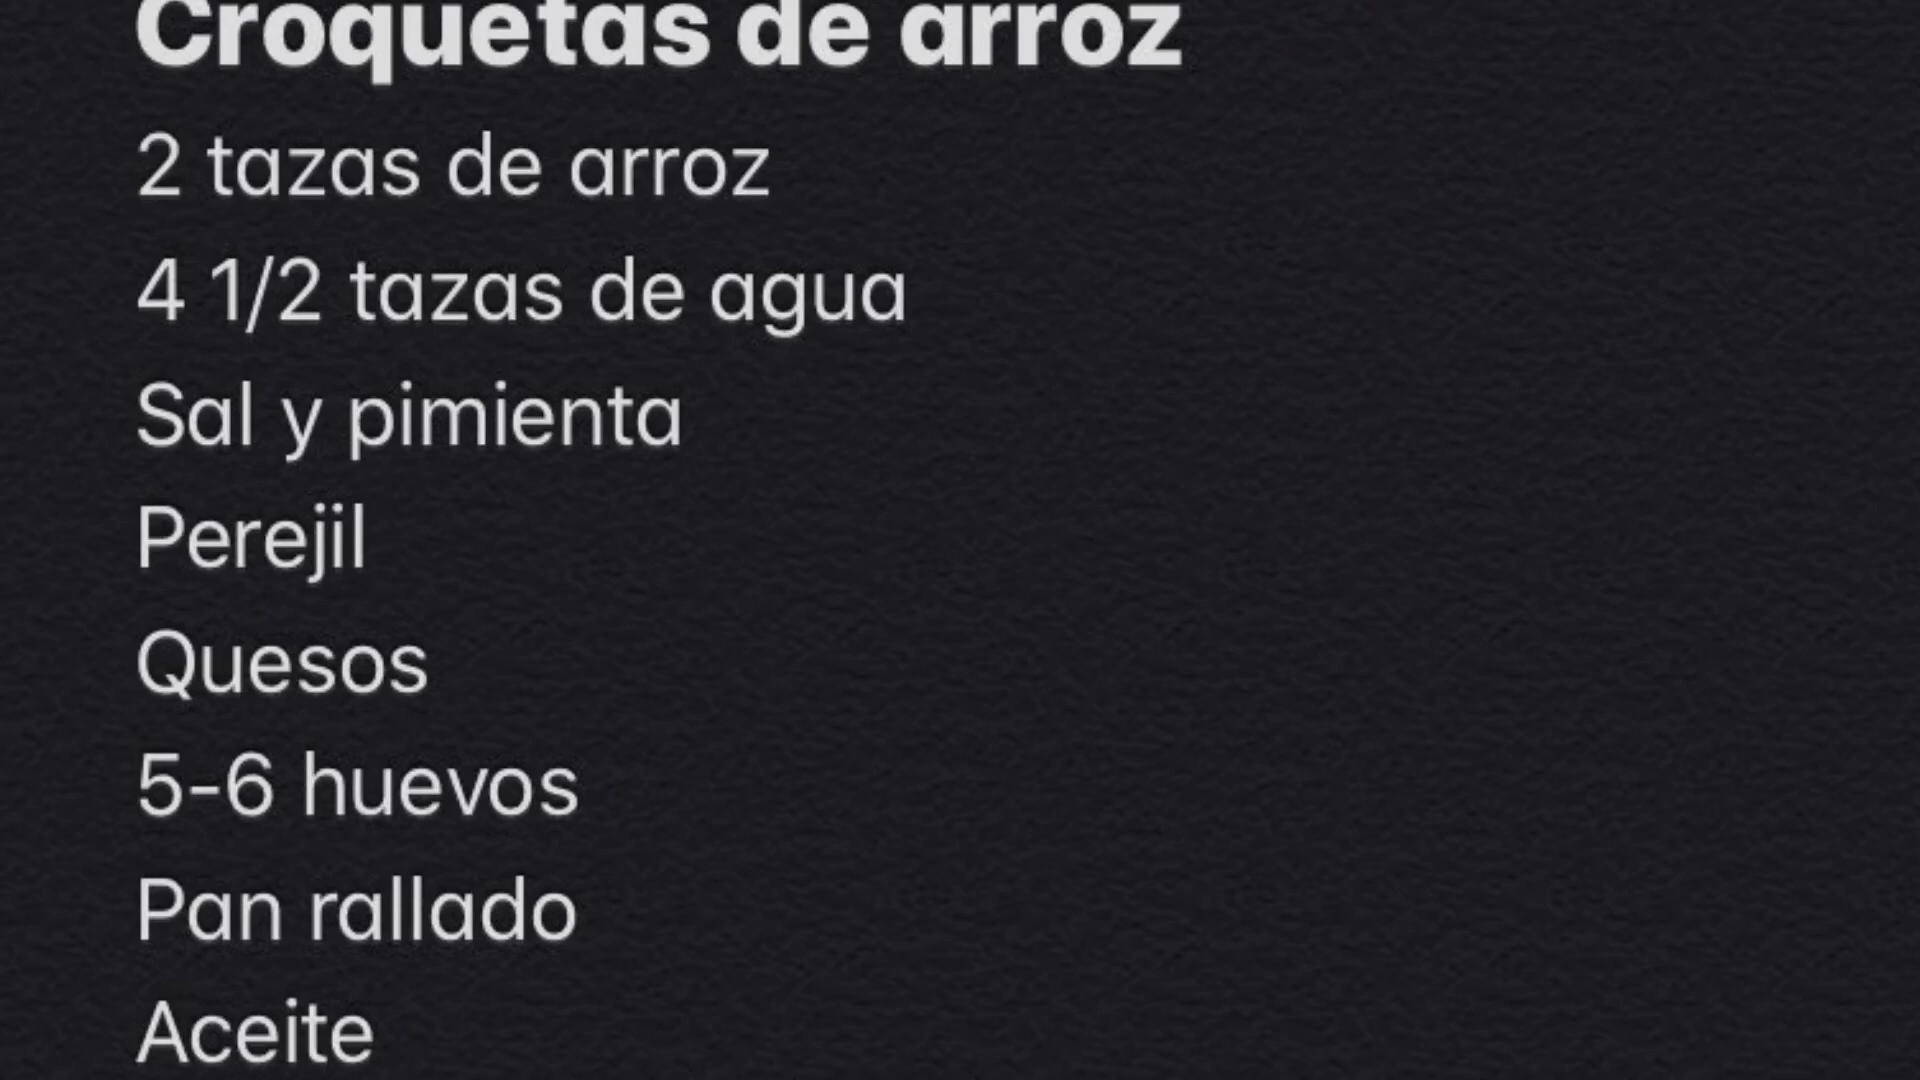 Croquetas de arroz
2 tazas de arroz
4 1/2 tazas de agua
Sal y pimienta
Perejil
Quesos
5-6 huevos
Pan rallado
Aceite